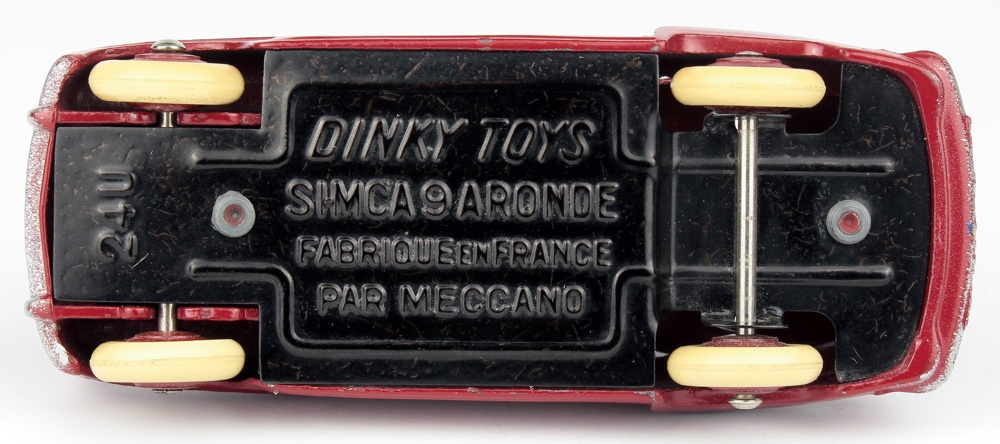 DINKY TOYS
SIMCA 9 ARONDE
FABRIQUE EN FRANCE
PAR MECCANO
24U